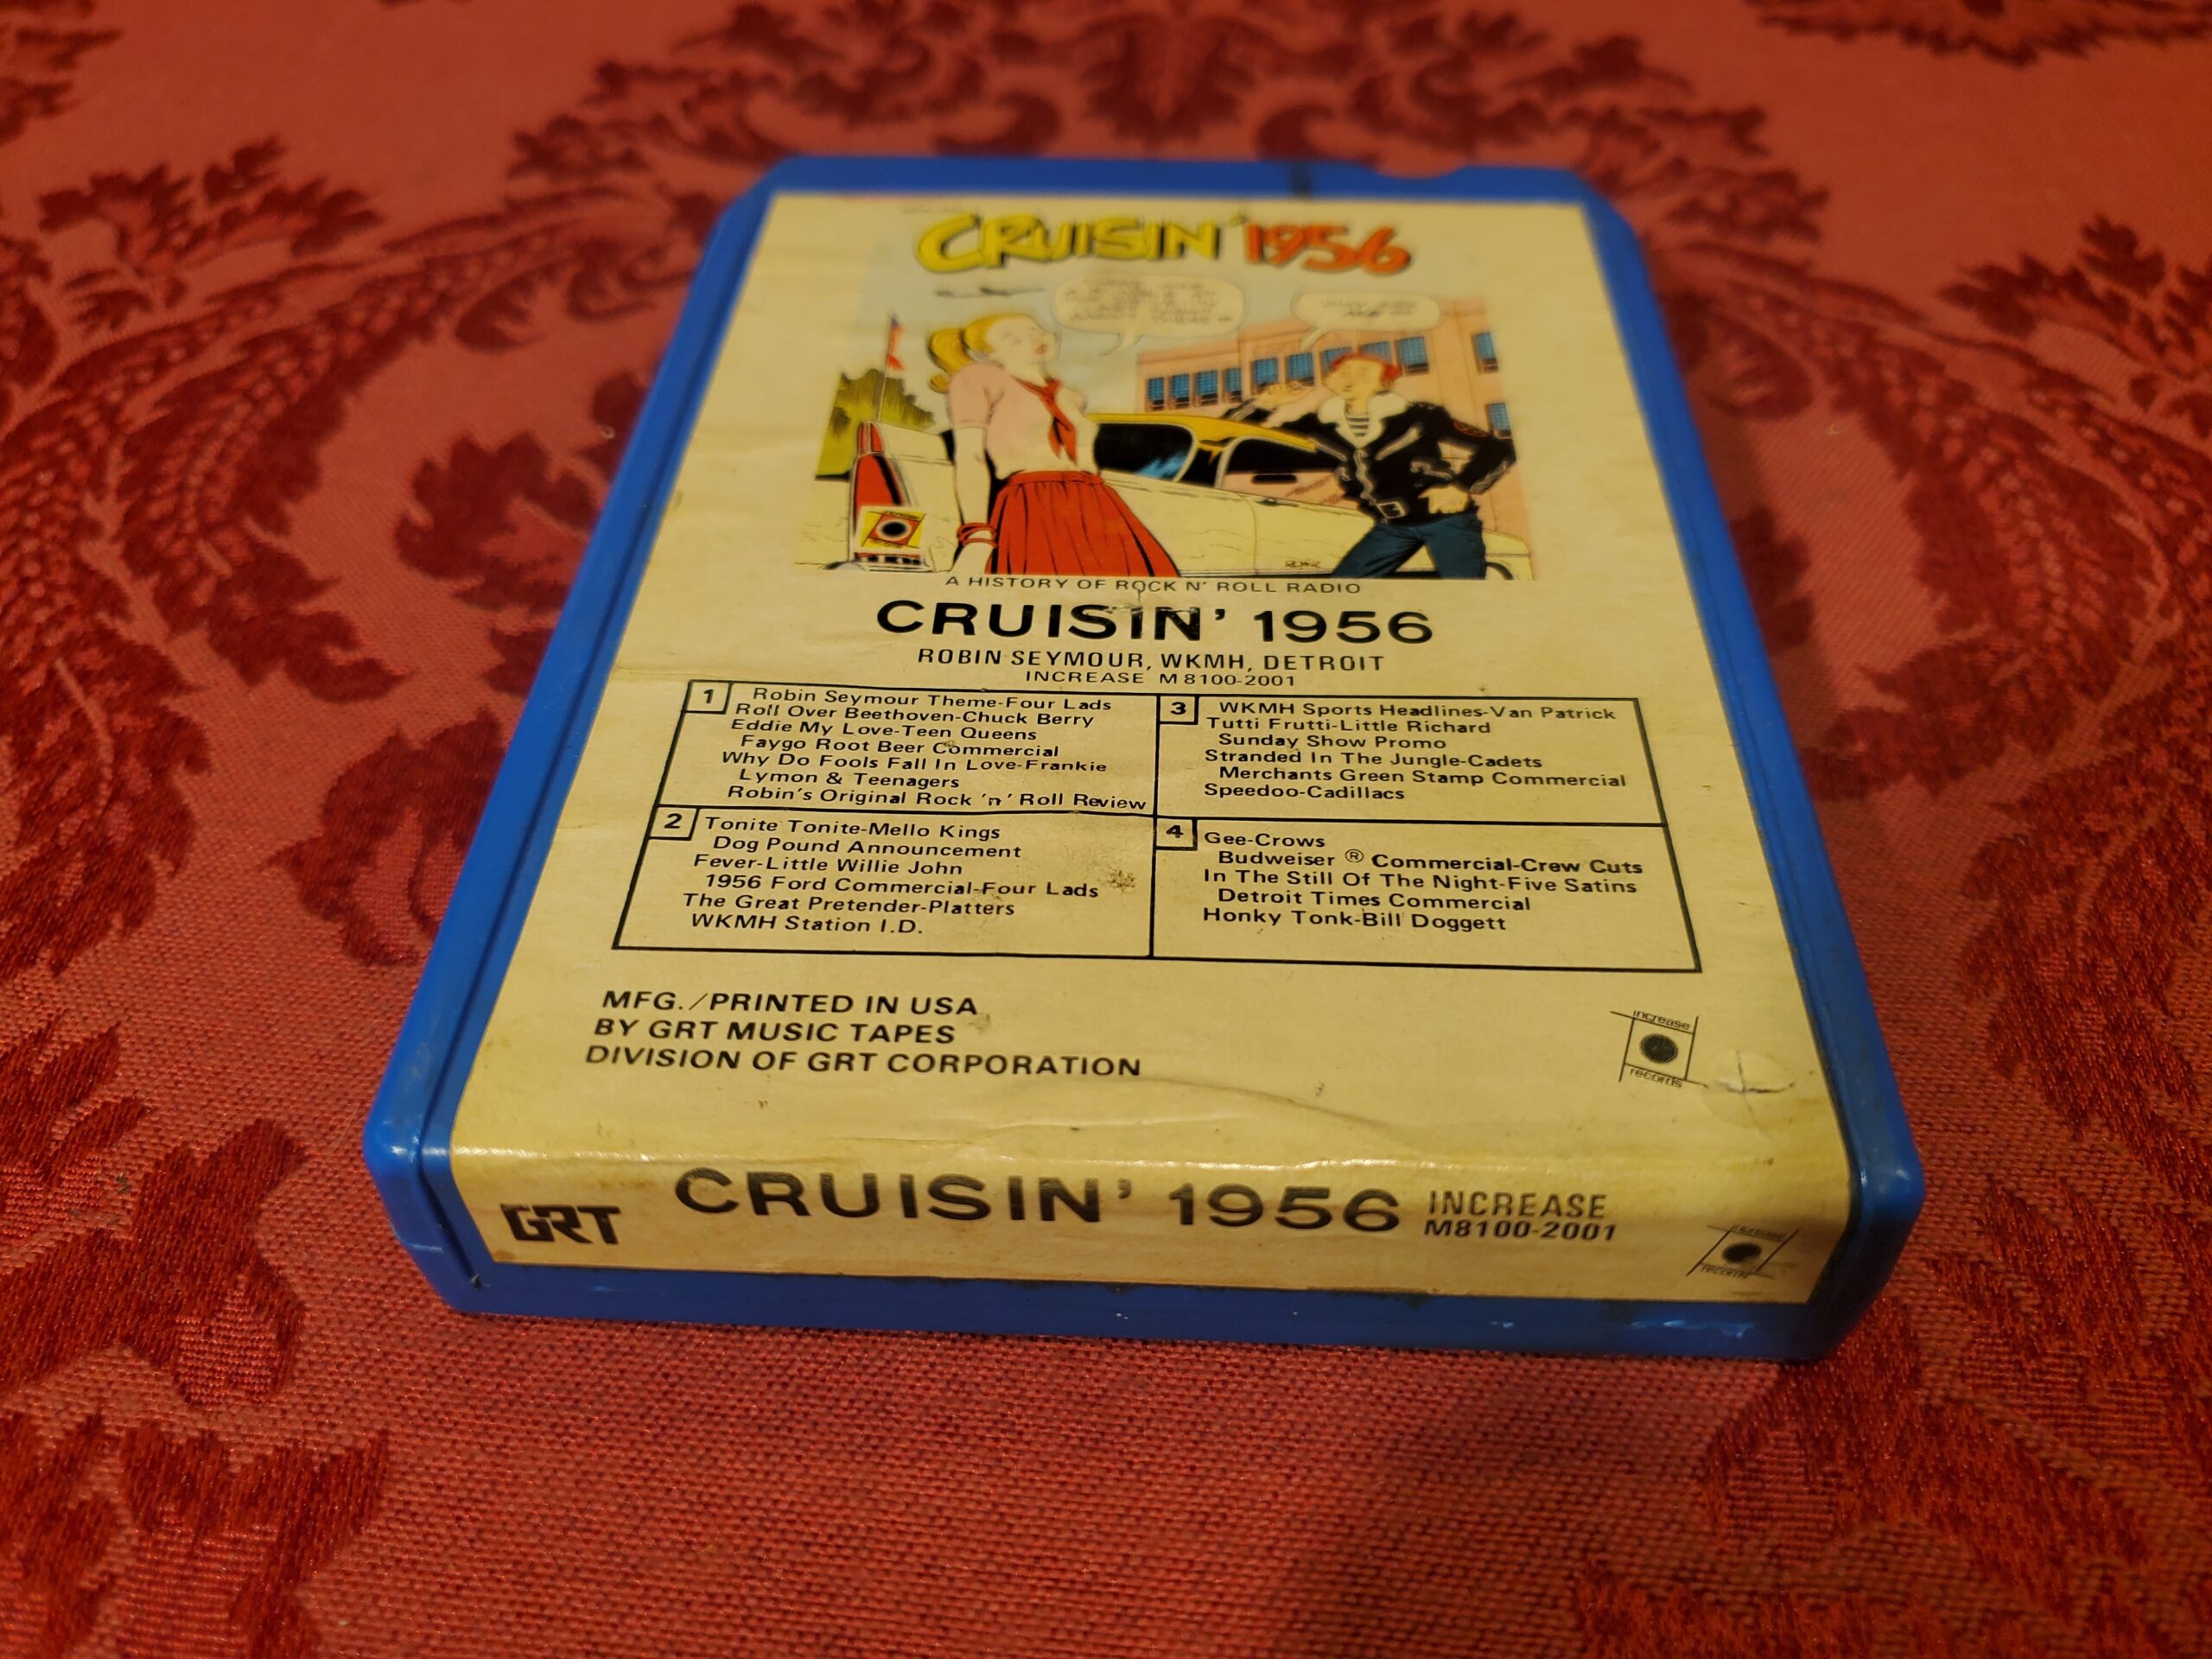 CRUISIN' 1956
A HISTORY OF ROCK N' ROLL RADIO
CRUISIN' 1956
ROBIN SEYMOUR, WKMH, DETROIT
INCREASE M 8100-2001
1
Robin Seymour Theme-Four Lads
Roll Over Beethoven-Chuck Berry
Eddie My Love-Teen Queens
Faygo Root Beer Commercial
Why Do Fools Fall In Love-Frankie
Lymon & Teenagers
Robin's Original Rock 'n' Roll Review
2
Tonite Tonite-Mello Kings
Dog Pound Announcement
Fever-Little Willie John
1956 Ford Commercial-Four Lads
The Great Pretender-Platters
WKMH Station I.D.
3
WKMH Sports Headlines-Van Patrick
Tutti Frutti-Little Richard
Sunday Show Promo
Stranded In The Jungle-Cadets
Merchants Green Stamp Commercial
Speedoo-Cadillacs
4
Gee-Crows
Budweiser ® Commercial-Crew Cuts
In The Still Of The Night-Five Satins
Detroit Times Commercial
Honky Tonk-Bill Doggett
MFG./PRINTED IN USA
BY GRT MUSIC TAPES
DIVISION OF GRT CORPORATION
increase
records
GRT
CRUISIN' 1956
INCREASE
M8100-2001
increase
records